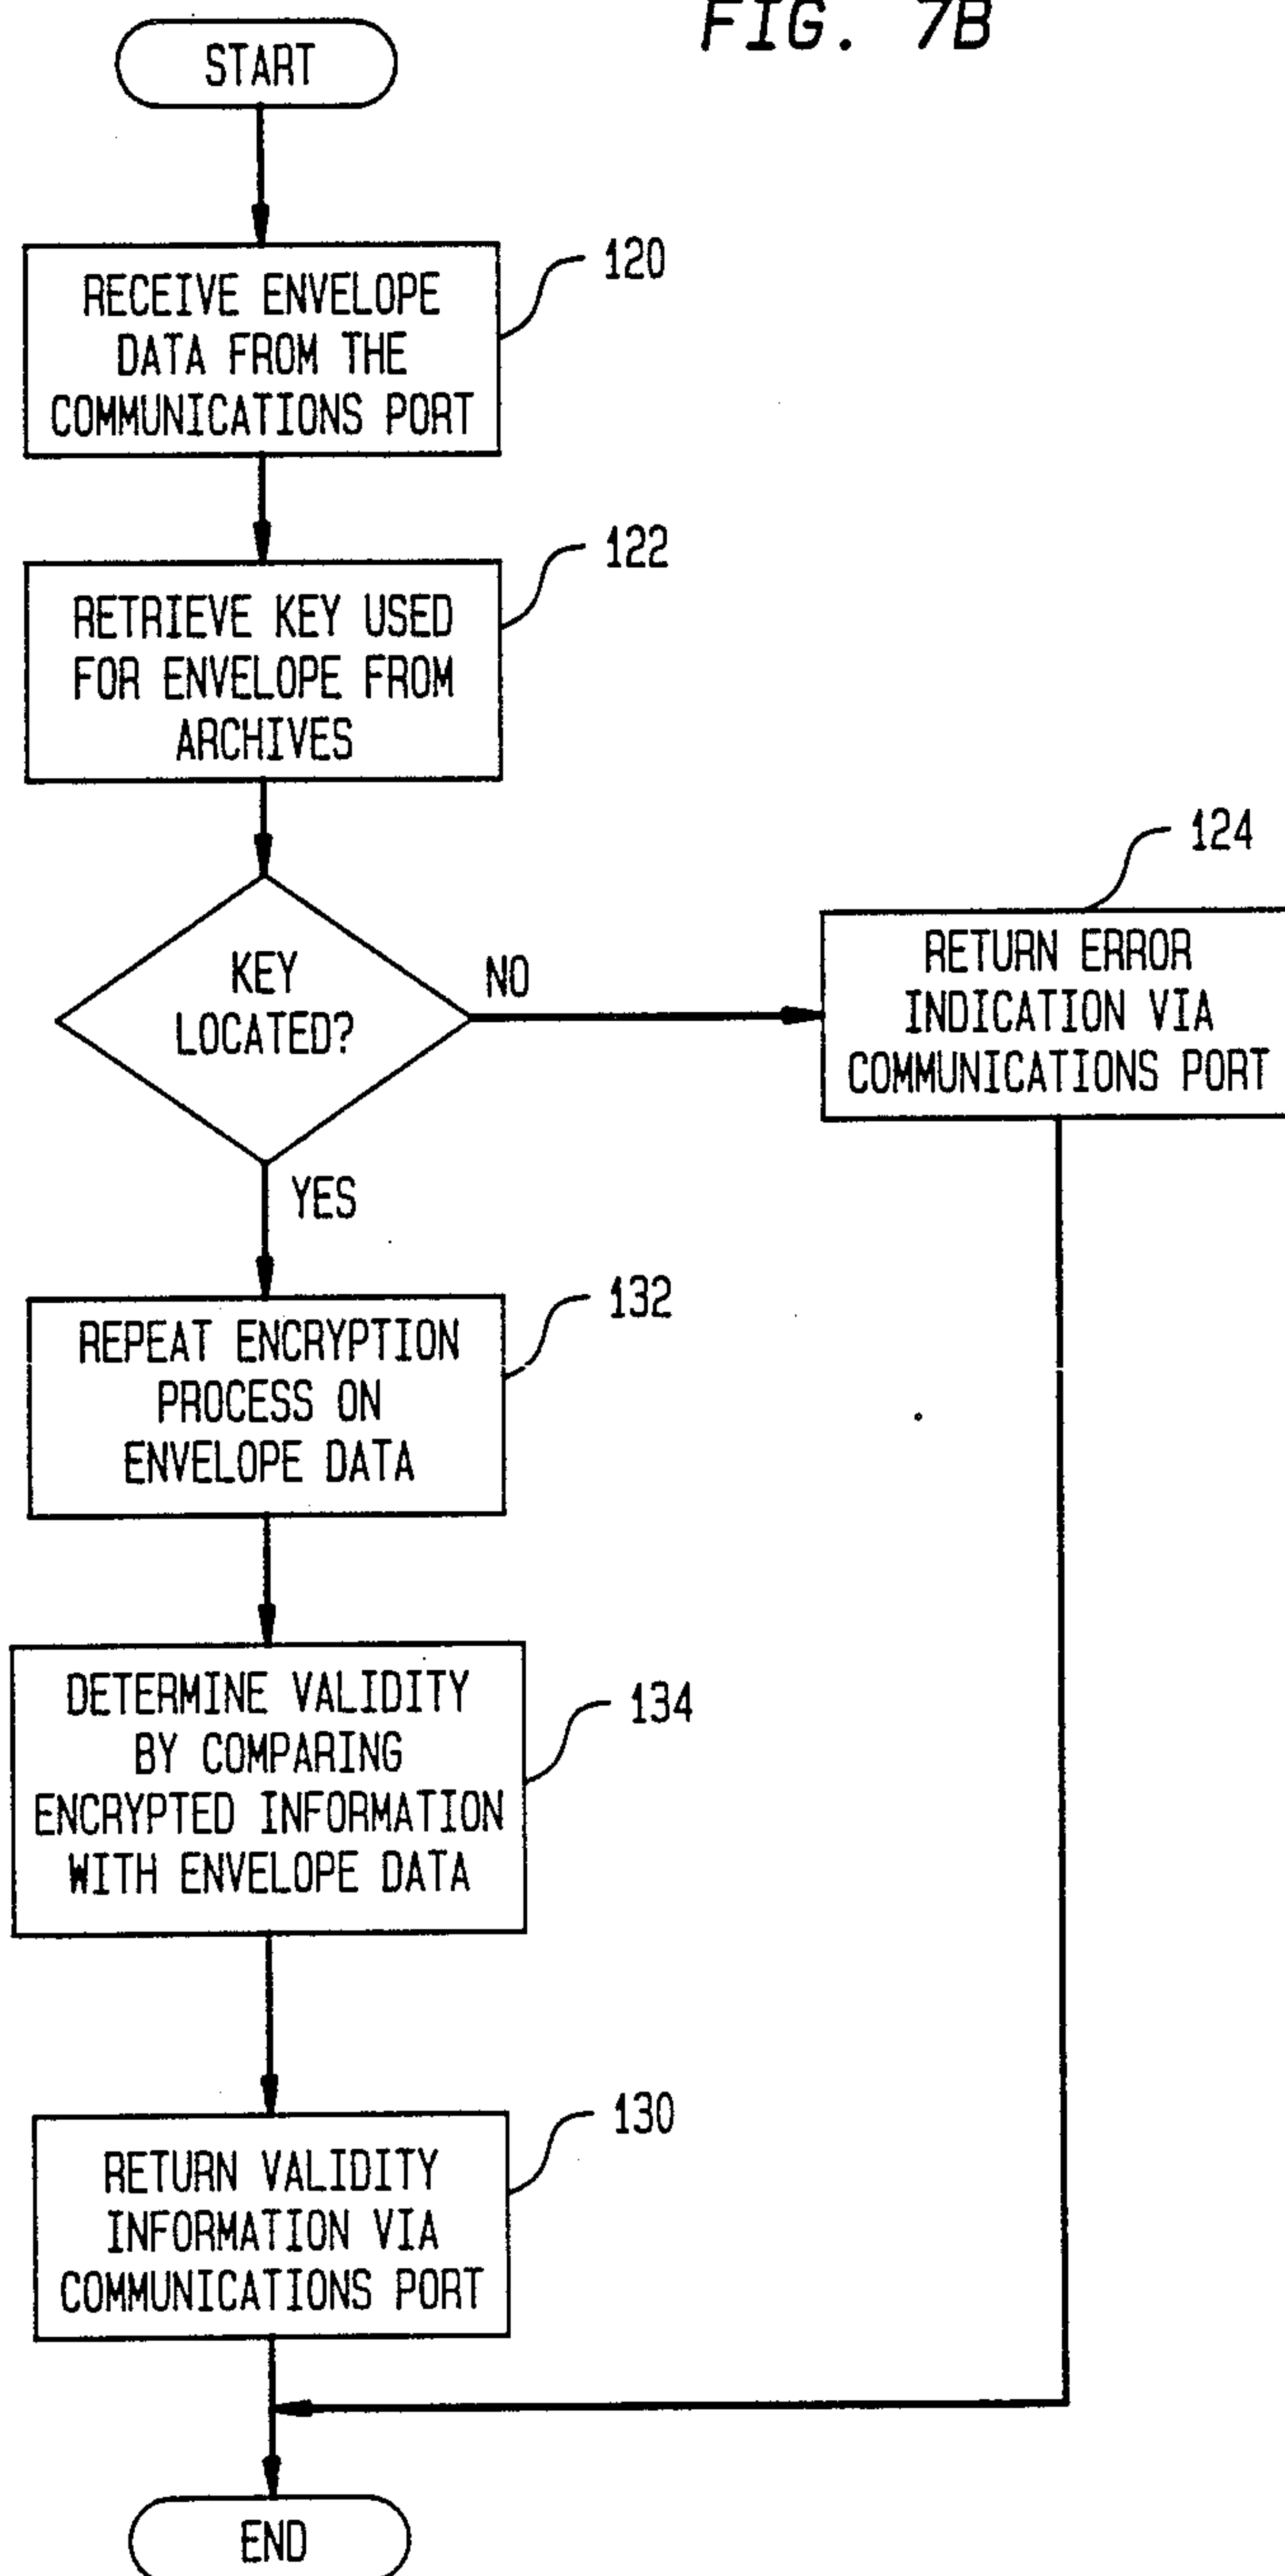 FIG. 7B
START
120
RECEIVE ENVELOPE
DATA FROM THE
COMMUNICATIONS PORT
122
RETRIEVE KEY USED
FOR ENVELOPE FROM
ARCHIVES
KEY
LOCATED?
NO
YES
124
RETURN ERROR
INDICATION VIA
COMMUNICATIONS PORT
132
REPEAT ENCRYPTION
PROCESS ON
ENVELOPE DATA
134
DETERMINE VALIDITY
BY COMPARING
ENCRYPTED INFORMATION
WITH ENVELOPE DATA
130
RETURN VALIDITY
INFORMATION VIA
COMMUNICATIONS PORT
END